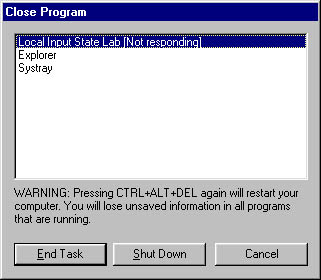 Close Program
Local Input State Lab [Not responding]
Explorer
Systray
WARNING: Pressing CTRL+ALT+DEL again will restart your
computer. You will lose unsaved information in all programs
that are running.
End Task
Shut Down
Cancel